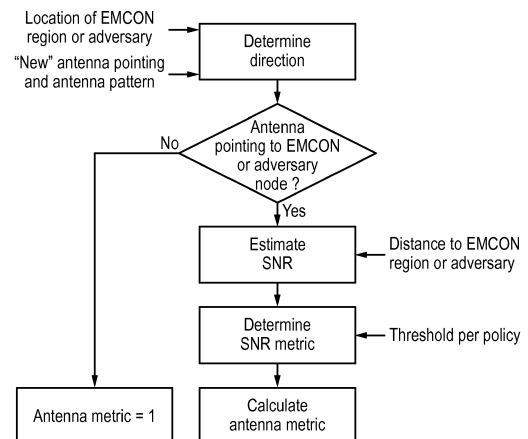 Location of EMCON
region or adversary
“New” antenna pointing
and antenna pattern
Determine
direction
Antenna
pointing to EMCON
or adversary
node ?
No
Yes
Estimate
SNR
Distance to EMCON
region or adversary
Determine
SNR metric
Threshold per policy
Antenna metric = 1
Calculate
antenna metric